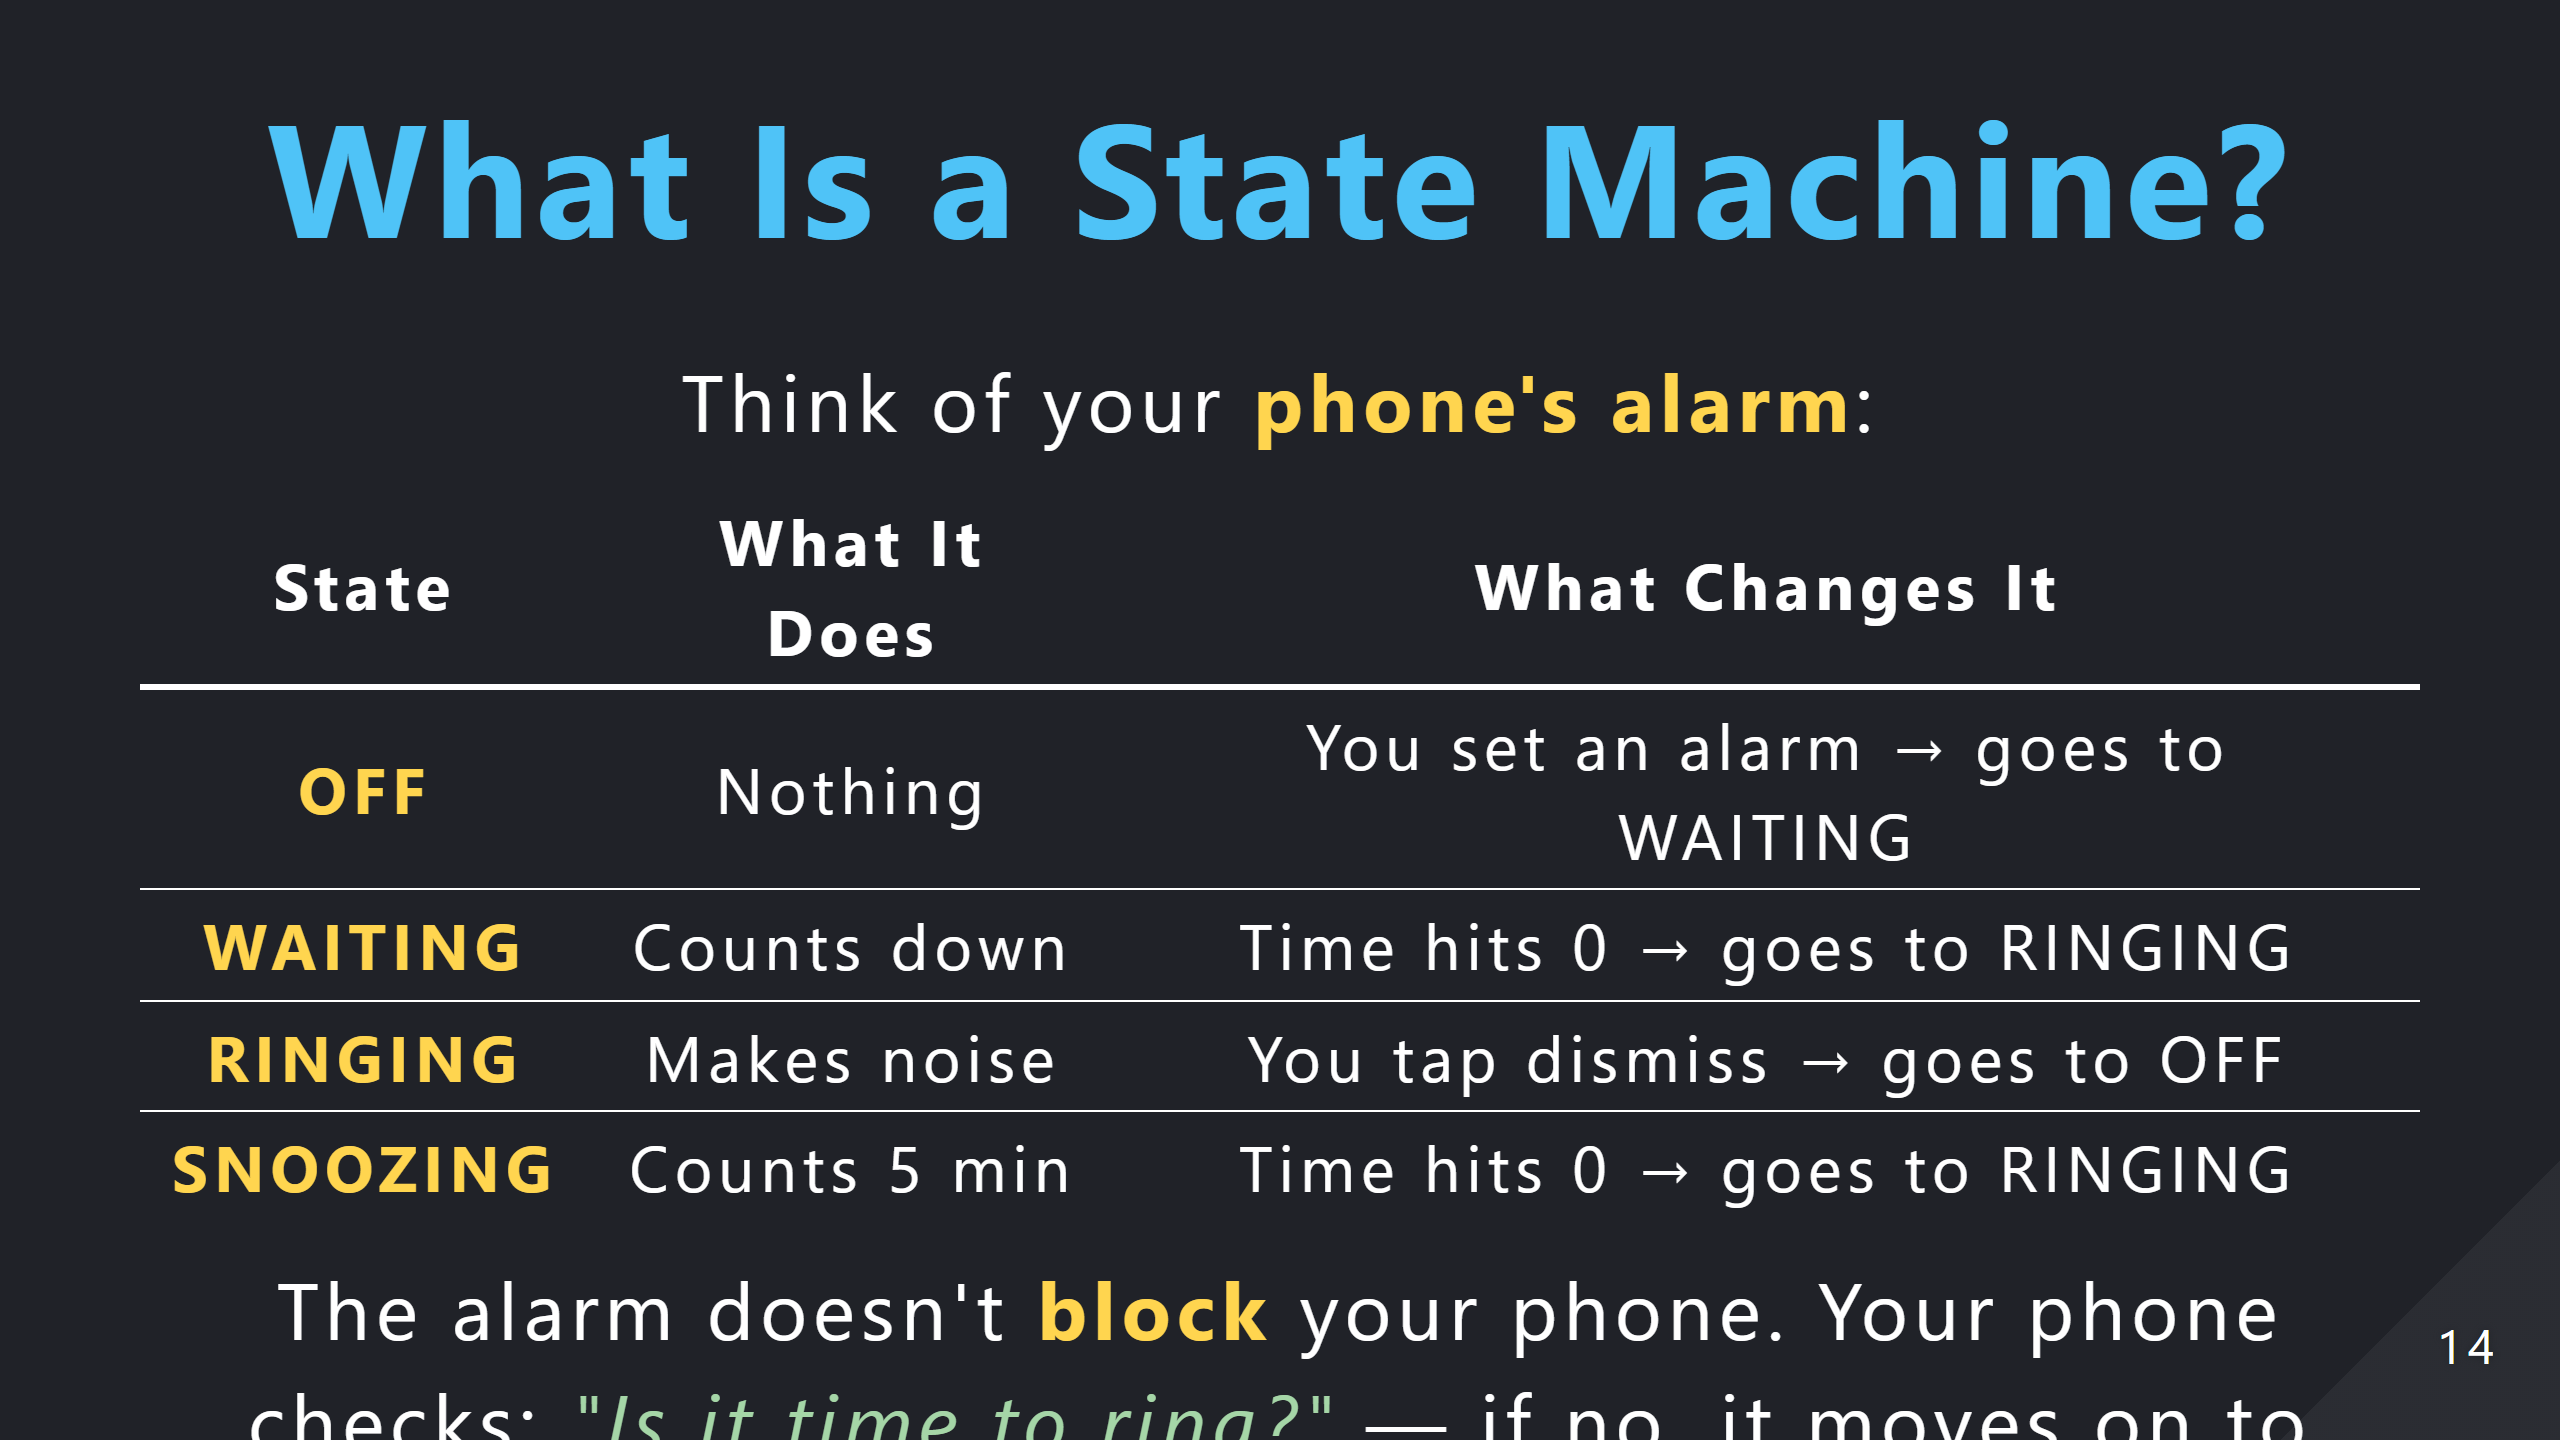 What Is a State Machine?
Think of your phone's alarm:
State
What It
Does
What Changes It
OFF
Nothing
You set an alarm → goes to
WAITING
WAITING
Counts down
Time hits 0 → goes to RINGING
RINGING
Makes noise
You tap dismiss → goes to OFF
SNOOZING
Counts 5 min
Time hits 0 → goes to RINGING
The alarm doesn't block your phone. Your phone
checks: "Is it time to ring?" — if no, it moves on to
14